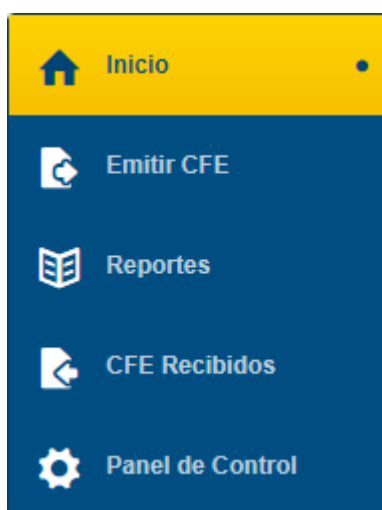 Inicio
Emitir CFE
Reportes
CFE Recibidos
Panel de Control